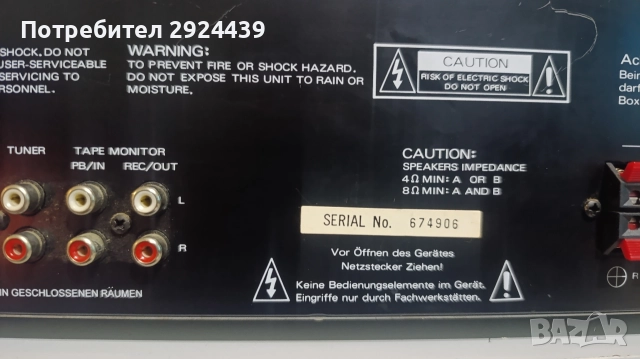 Потребител 2924439
SHOCK. DO NOT
USER-SERVICEABLE
SERVICING TO
WARNING:
TO PREVENT FIRE OR SHOCK HAZARD.
DO NOT EXPOSE THIS UNIT TO RAIN OR
MOISTURE.
CAUTION
RISK OF ELECTRIC SHOCK
DO NOT OPEN
Box
TUNER
TAPE MONITOR
PB/IN REC/OUT
L
R
CAUTION:
SPEAKERS IMPEDANCE
4Ω MIN: A OR B
8Ω MIN: A AND B
SERIAL No. 674906
Vor Öffnen des Gerätes
Netzstecker Ziehen!
Keine Bedienungselemente im Gerät.
Eingriffe nur durch Fachwerkstätten.
IN GESCHLOSSENEN RÄUMEN
R
BAZAR